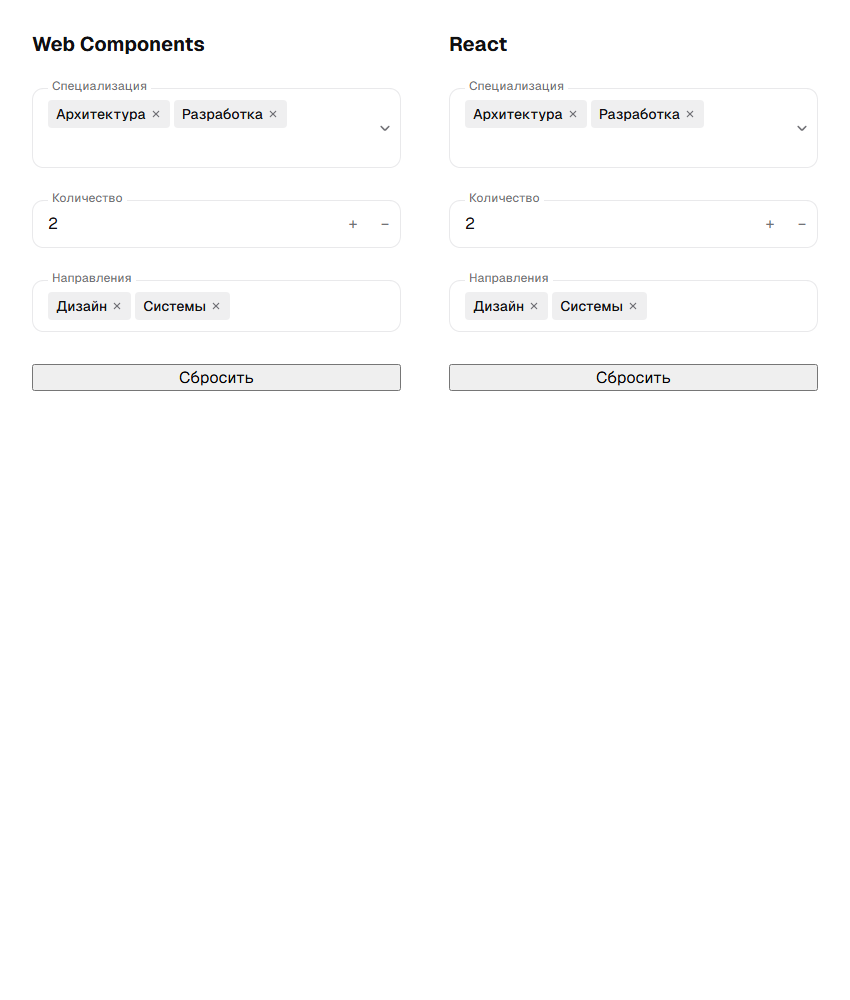 Web Components
Специализация
Архитектура × Разработка ×
Количество
2 + −
Направления
Дизайн × Системы ×
Сбросить
React
Специализация
Архитектура × Разработка ×
Количество
2 + −
Направления
Дизайн × Системы ×
Сбросить